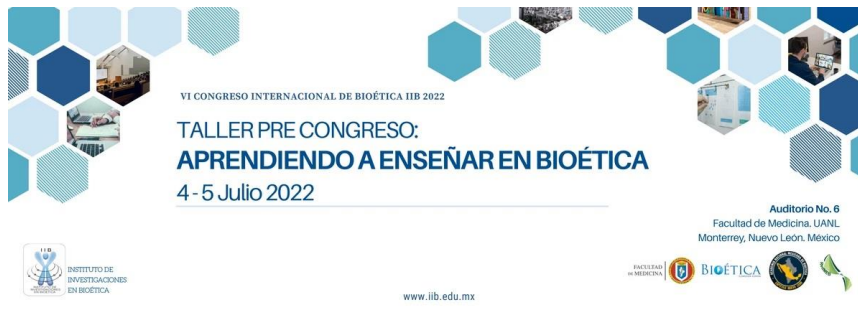 VI CONGRESO INTERNACIONAL DE BIOÉTICA IIB 2022
TALLER PRE CONGRESO:
APRENDIENDO A ENSEÑAR EN BIOÉTICA
4 - 5 Julio 2022
Auditorio No. 6
Facultad de Medicina. UANL
Monterrey, Nuevo León. México
IIB
INSTITUTO DE
INVESTIGACIONES
EN BIOÉTICA
FACULTAD
DE MEDICINA
BIOÉTICA
www.iib.edu.mx